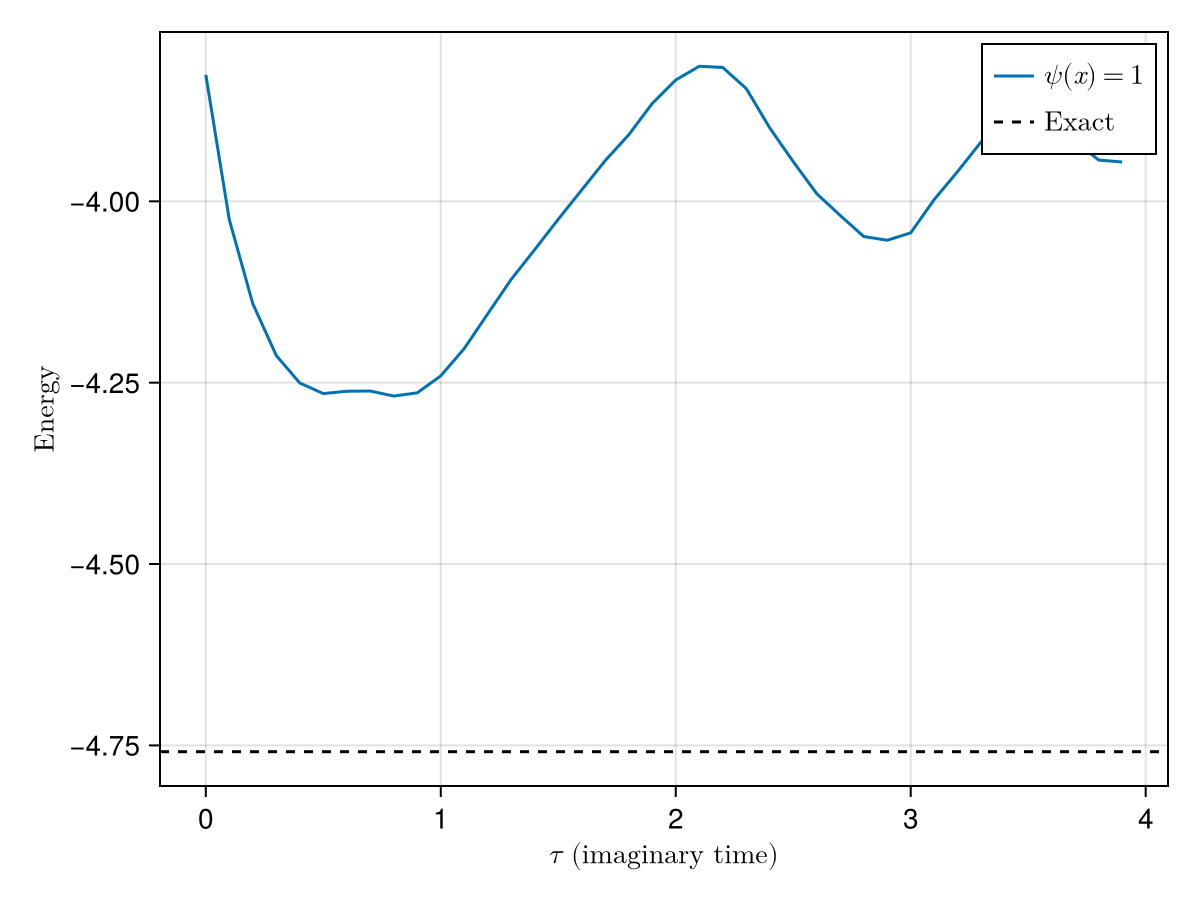 ψ(x) = 1
Exact
−4.00
−4.25
−4.50
−4.75
Energy
0 1 2 3 4
τ (imaginary time)